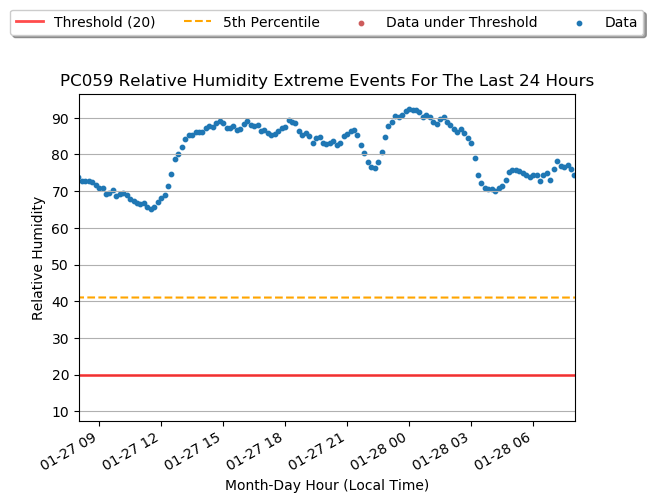 Threshold (20) 5th Percentile Data under Threshold Data
PC059 Relative Humidity Extreme Events For The Last 24 Hours
90
80
70
60
50
40
30
20
10
Relative Humidity
01-27 09 01-27 12 01-27 15 01-27 18 01-27 21 01-28 00 01-28 03 01-28 06
Month-Day Hour (Local Time)